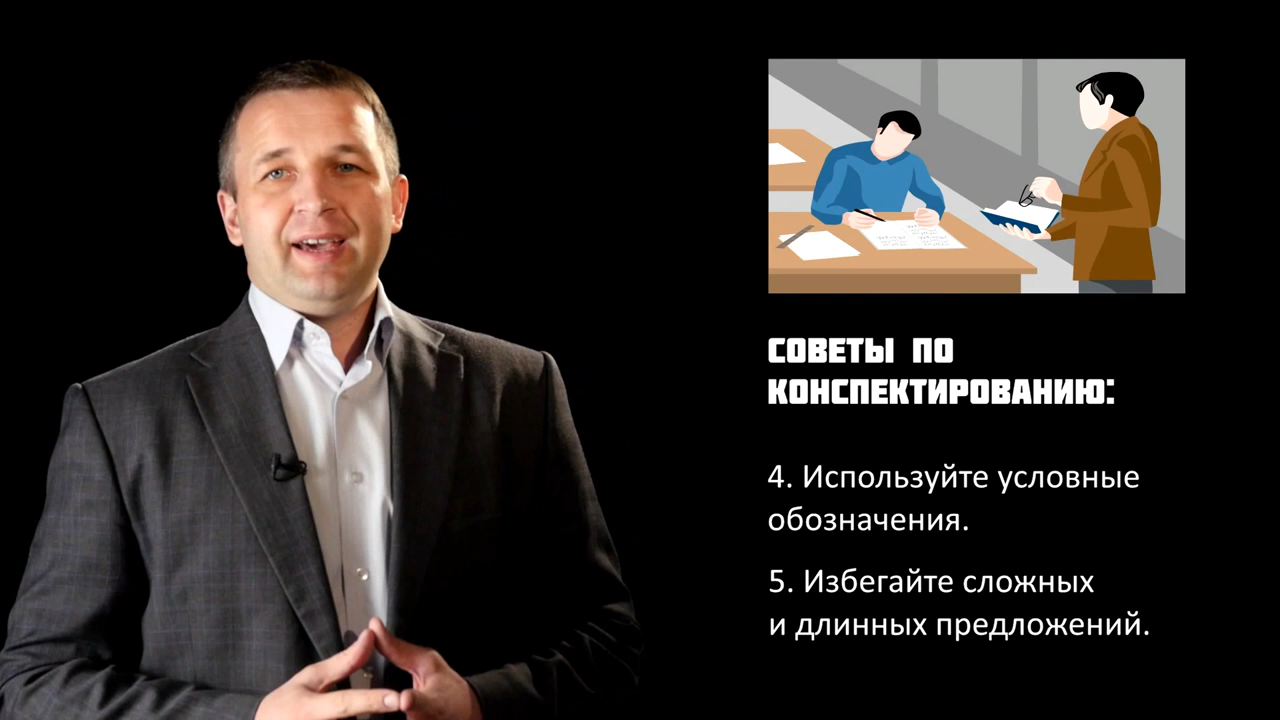 СОВЕТЫ ПО
КОНСПЕКТИРОВАНИЮ:
4. Используйте условные
обозначения.
5. Избегайте сложных
и длинных предложений.